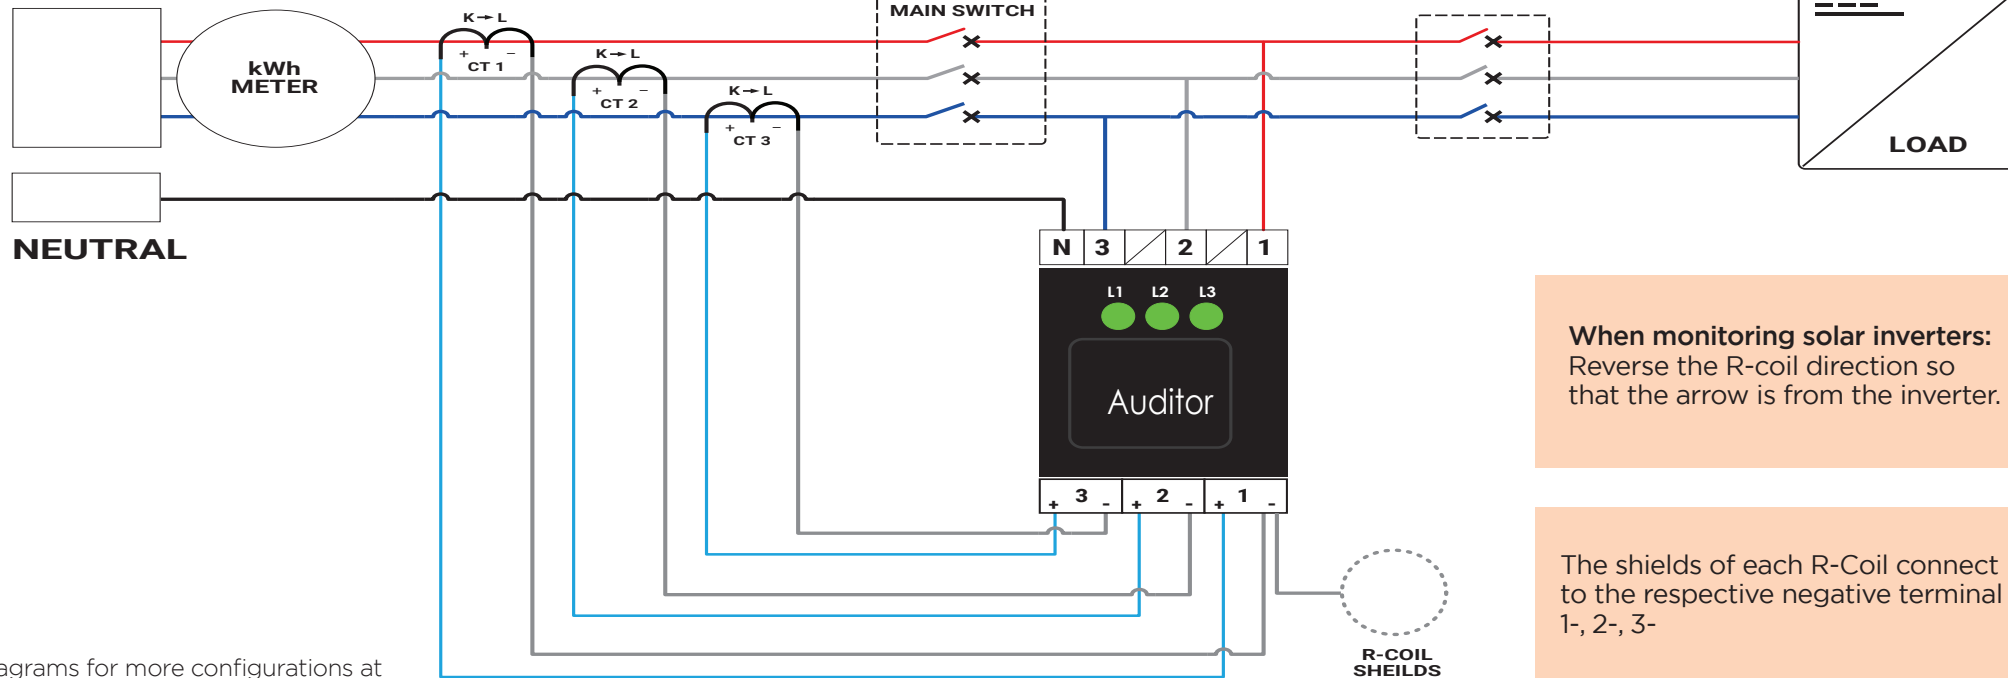 MAIN SWITCH
K→L
+ −
CT 1
K→L
+ −
CT 2
K→L
+ −
CT 3
kWh
METER
LOAD
NEUTRAL
N 3 2 1
L1 L2 L3
Auditor
+ 3 - + 2 - + 1 -
R-COIL
SHEILDS
When monitoring solar inverters:
Reverse the R-coil direction so
that the arrow is from the inverter.
The shields of each R-Coil connect
to the respective negative terminal
1-, 2-, 3-
agrams for more configurations at